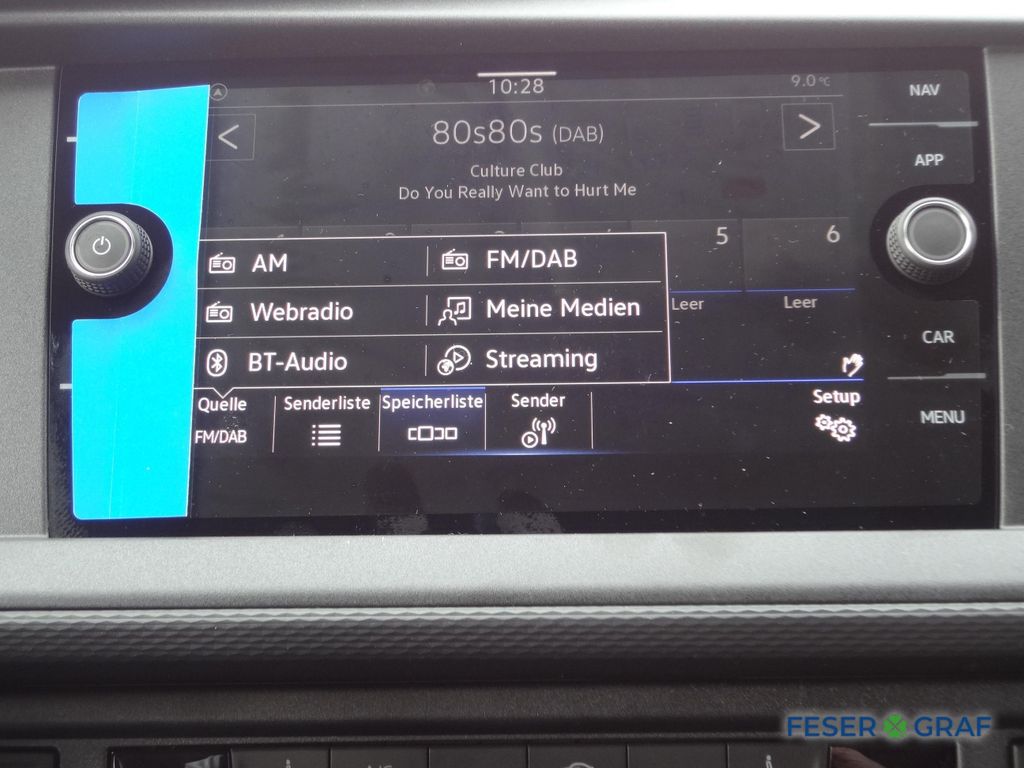 10:28
9.0 °C
NAV
80s80s (DAB)
APP
Culture Club
Do You Really Want to Hurt Me
5
6
AM
FM/DAB
Webradio
Meine Medien
Leer
Leer
BT-Audio
Streaming
CAR
Quelle
Senderliste
Speicherliste
Sender
Setup
FM/DAB
MENU
FESER GRAF